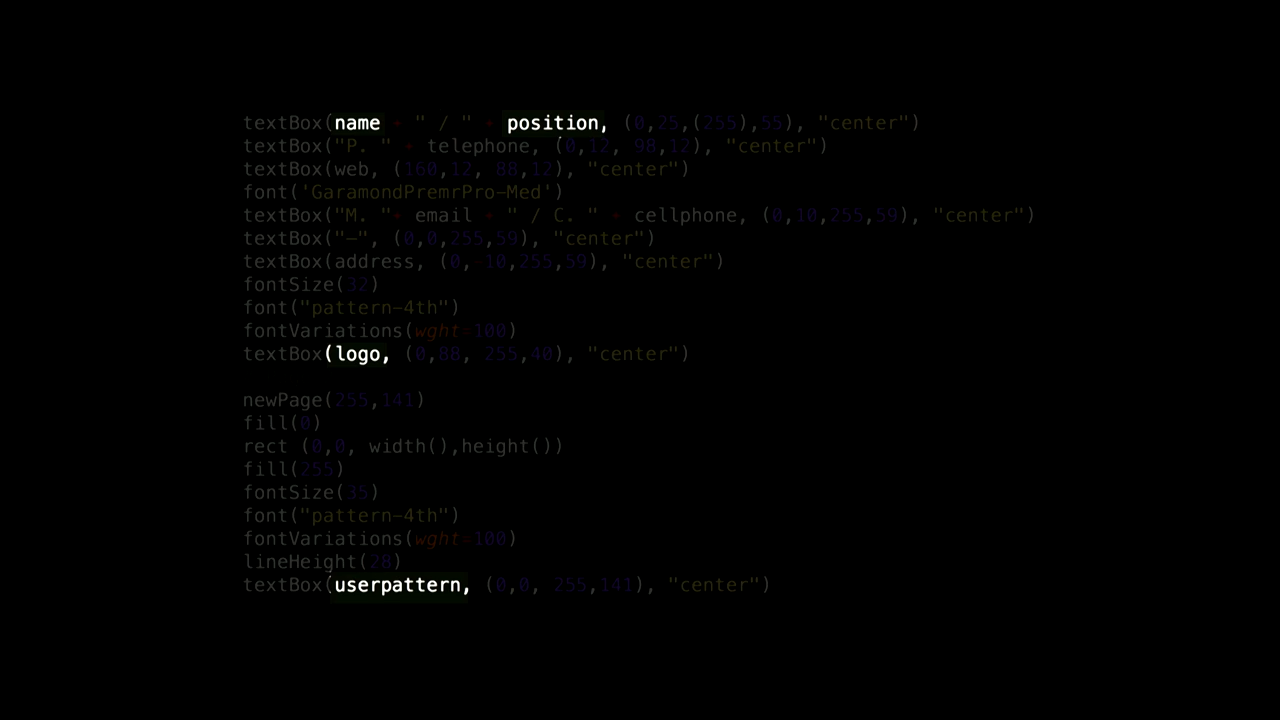 textBox(name + " / " + position, (0,25,(255),55), "center")
textBox("P. " + telephone, (0,12, 98,12), "center")
textBox(web, (160,12, 88,12), "center")
font('GaramondPremrPro-Med')
textBox("M. "+ email + " / C. " + cellphone, (0,10,255,59), "center")
textBox("—", (0,0,255,59), "center")
textBox(address, (0,-10,255,59), "center")
fontSize(32)
font("pattern-4th")
fontVariations(wght=100)
textBox(logo, (0,88, 255,40), "center")
newPage(255,141)
fill(0)
rect (0,0, width(),height())
fill(255)
fontSize(35)
font("pattern-4th")
fontVariations(wght=100)
lineHeight(28)
textBox(userpattern, (0,0, 255,141), "center")